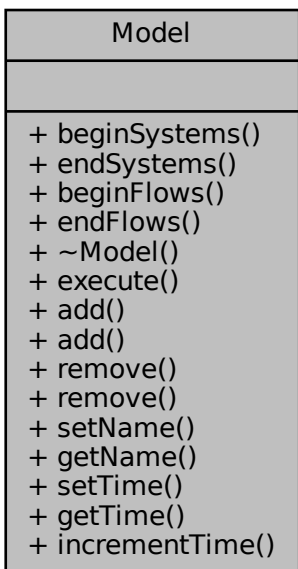 Model
+ beginSystems()
+ endSystems()
+ beginFlows()
+ endFlows()
+ ~Model()
+ execute()
+ add()
+ add()
+ remove()
+ remove()
+ setName()
+ getName()
+ setTime()
+ getTime()
+ incrementTime()